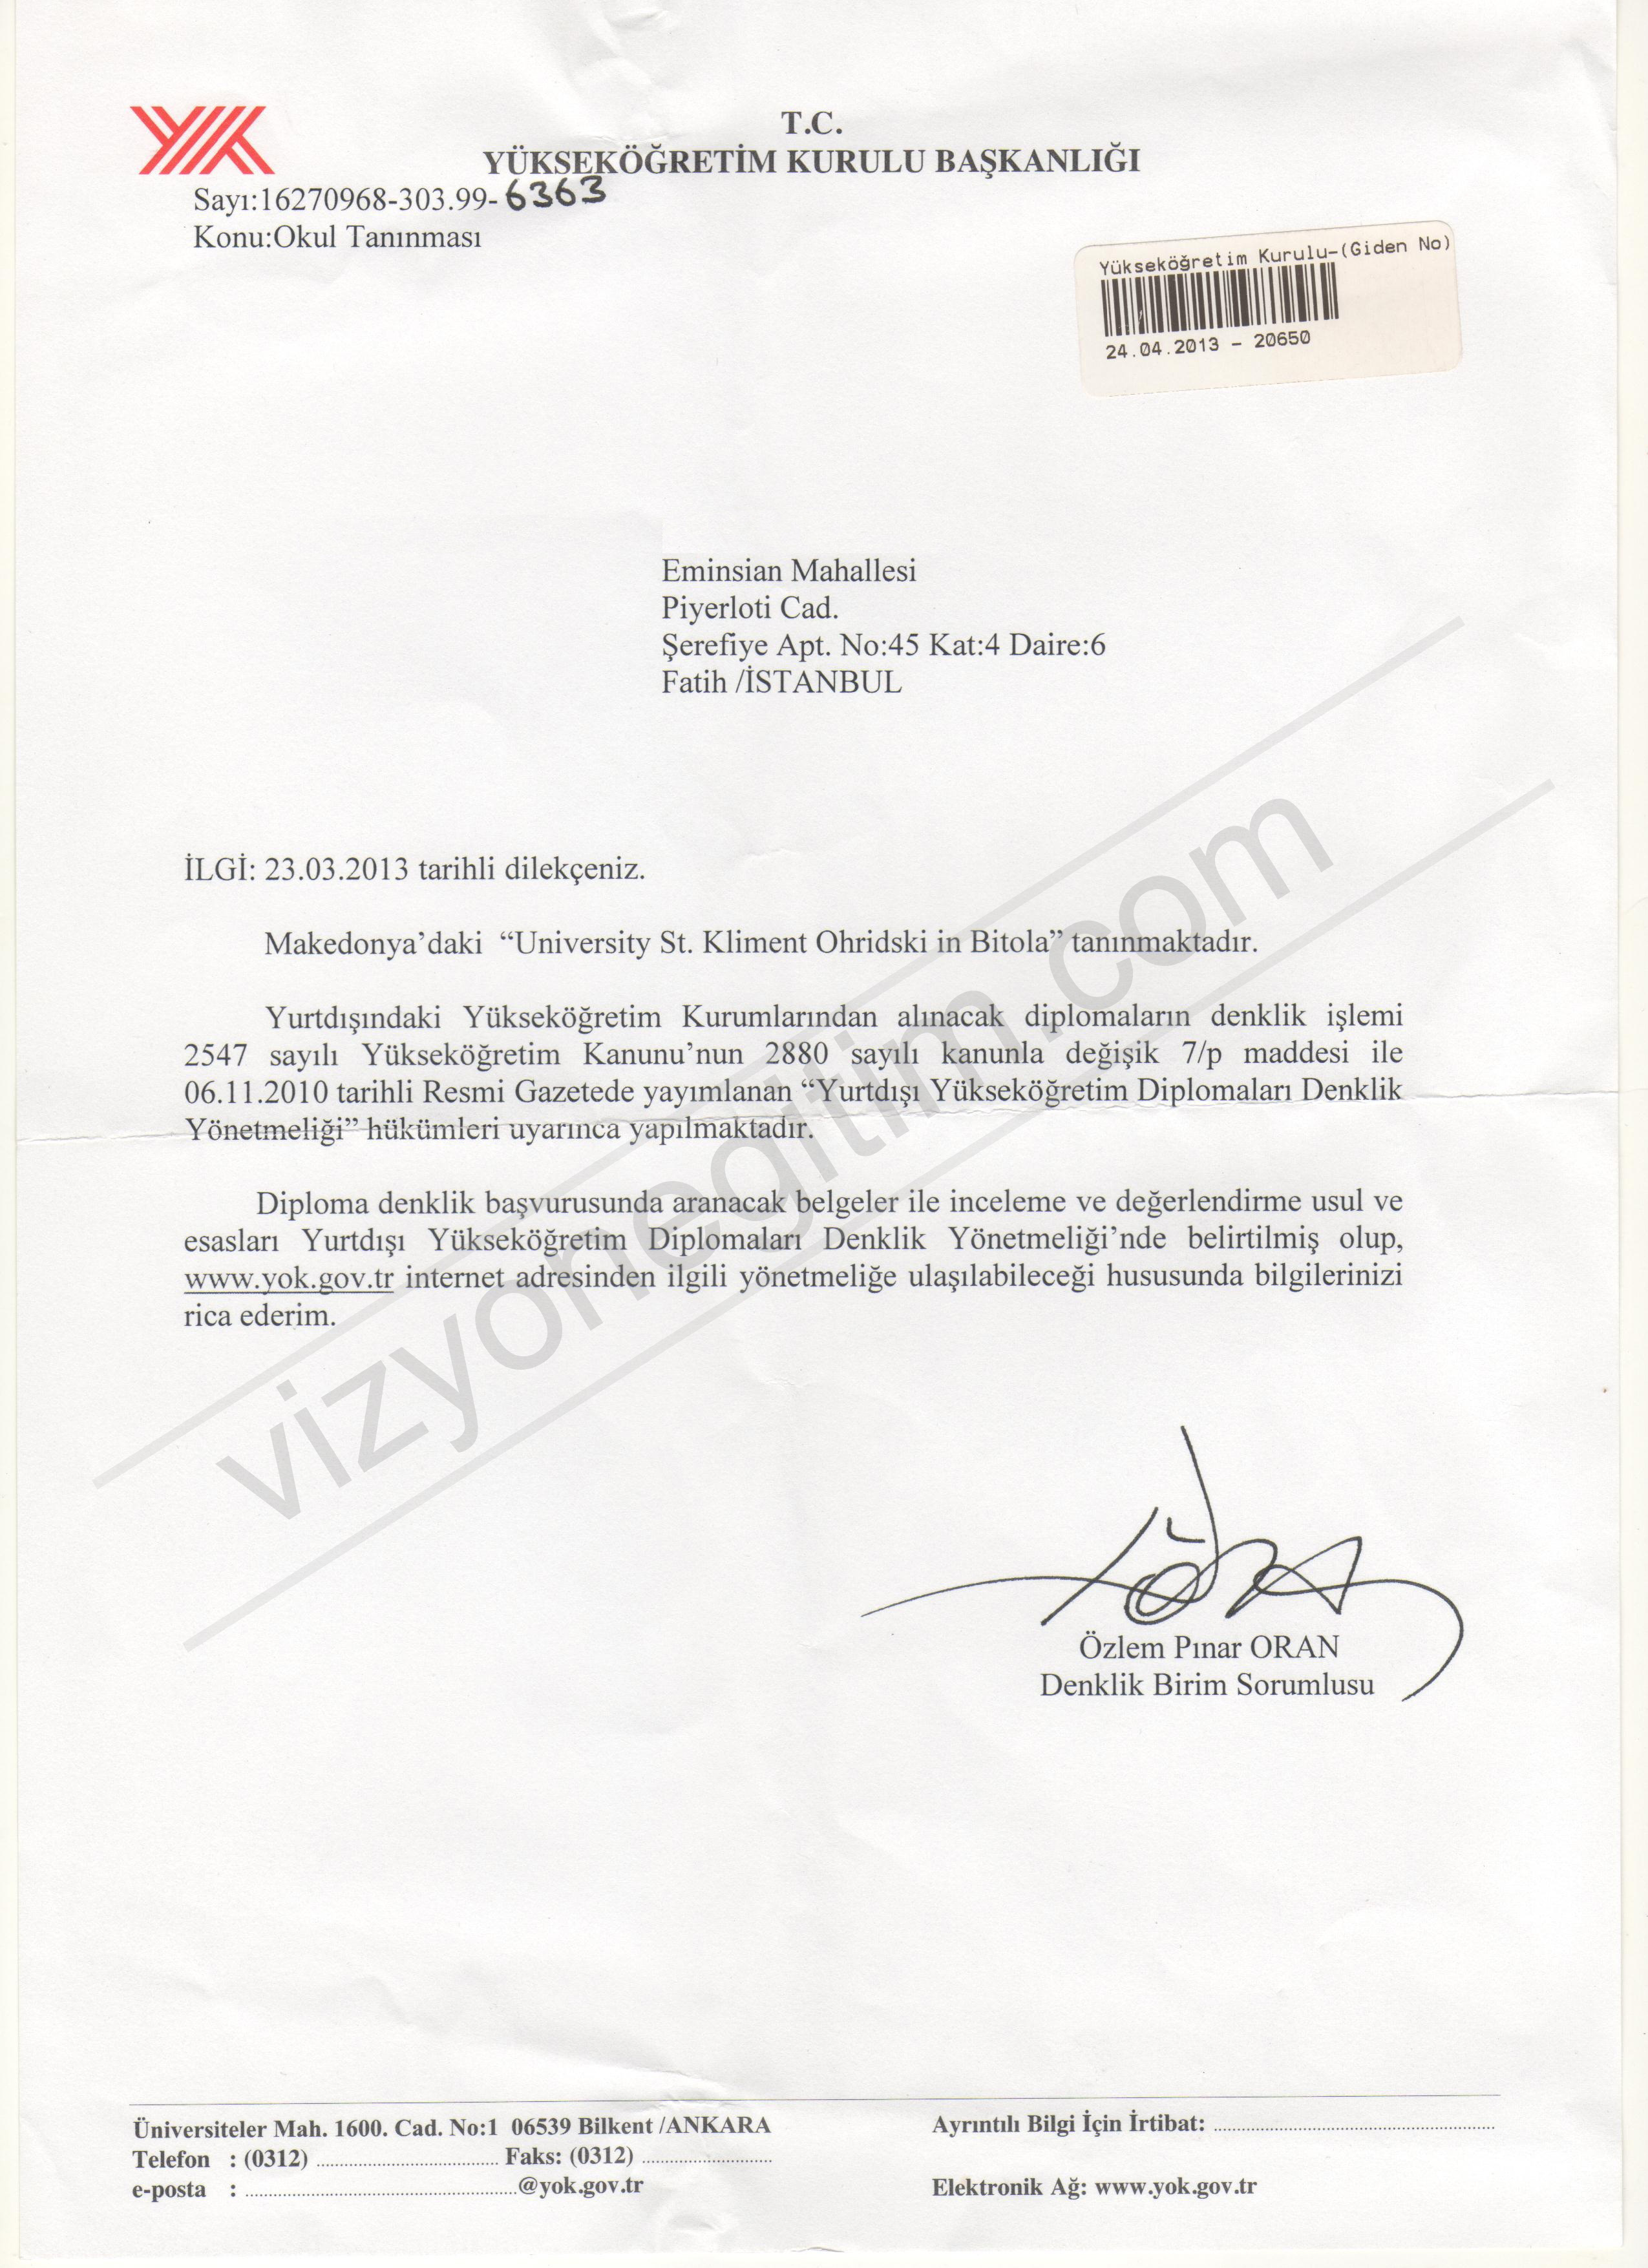 T.C.
YÜKSEKÖĞRETİM KURULU BAŞKANLIĞI
Sayı:16270968-303.99-6363
Konu:Okul Tanınması
Yükseköğretim Kurulu-(Giden No)
24.04.2013 - 20650
Eminsian Mahallesi
Piyerloti Cad.
Şerefiye Apt. No:45 Kat:4 Daire:6
Fatih /İSTANBUL
İLGİ: 23.03.2013 tarihli dilekçeniz.
Makedonya’daki “University St. Kliment Ohridski in Bitola” tanınmaktadır.
Yurtdışındaki Yükseköğretim Kurumlarından alınacak diplomaların denklik işlemi
2547 sayılı Yükseköğretim Kanunu’nun 2880 sayılı kanunla değişik 7/p maddesi ile
06.11.2010 tarihli Resmi Gazetede yayımlanan “Yurtdışı Yükseköğretim Diplomaları Denklik
Yönetmeliği” hükümleri uyarınca yapılmaktadır.
Diploma denklik başvurusunda aranacak belgeler ile inceleme ve değerlendirme usul ve
esasları Yurtdışı Yükseköğretim Diplomaları Denklik Yönetmeliği’nde belirtilmiş olup,
www.yok.gov.tr internet adresinden ilgili yönetmeliğe ulaşılabileceği hususunda bilgilerinizi
rica ederim.
vizyonegitim.com
Özlem Pınar ORAN
Denklik Birim Sorumlusu
Üniversiteler Mah. 1600. Cad. No:1 06539 Bilkent /ANKARA
Telefon : (0312) .................... Faks: (0312) ....................
e-posta : ....................@yok.gov.tr
Ayrıntılı Bilgi İçin İrtibat: ....................
Elektronik Ağ: www.yok.gov.tr